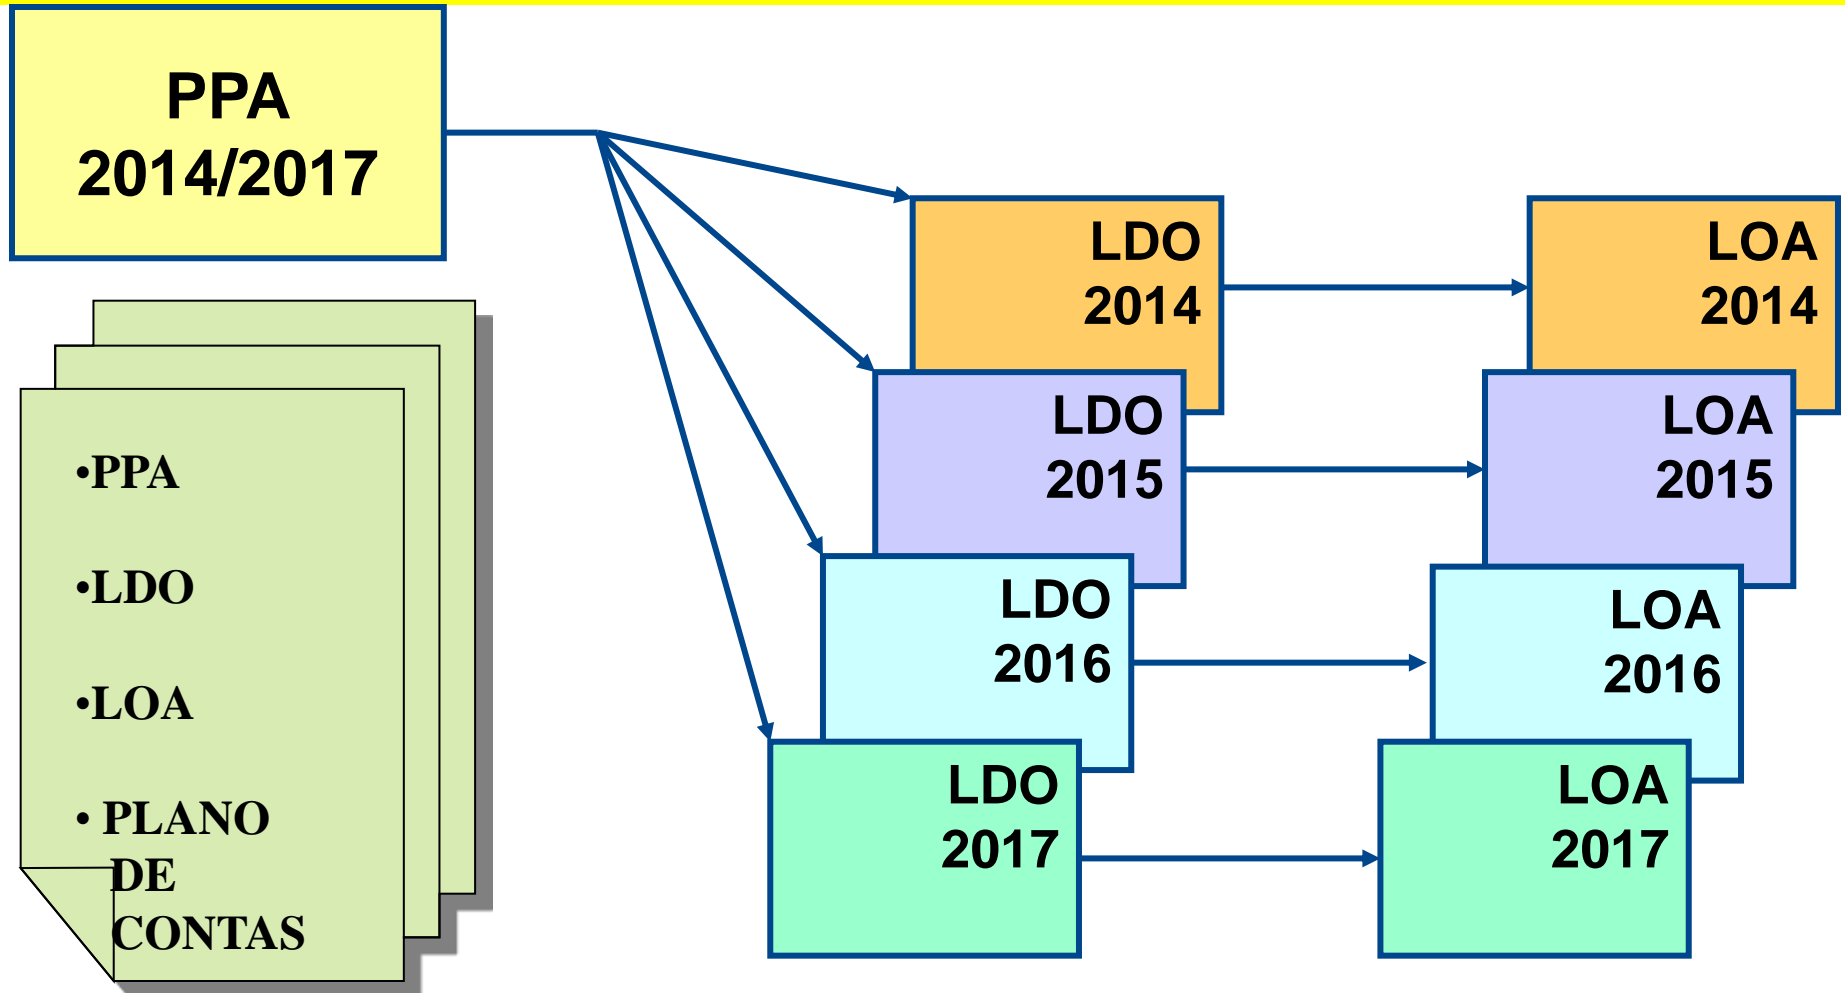 PPA
2014/2017
•PPA
•LDO
•LOA
• PLANO
DE
CONTAS
LDO
2014
LOA
2014
LDO
2015
LOA
2015
LDO
2016
LOA
2016
LDO
2017
LOA
2017